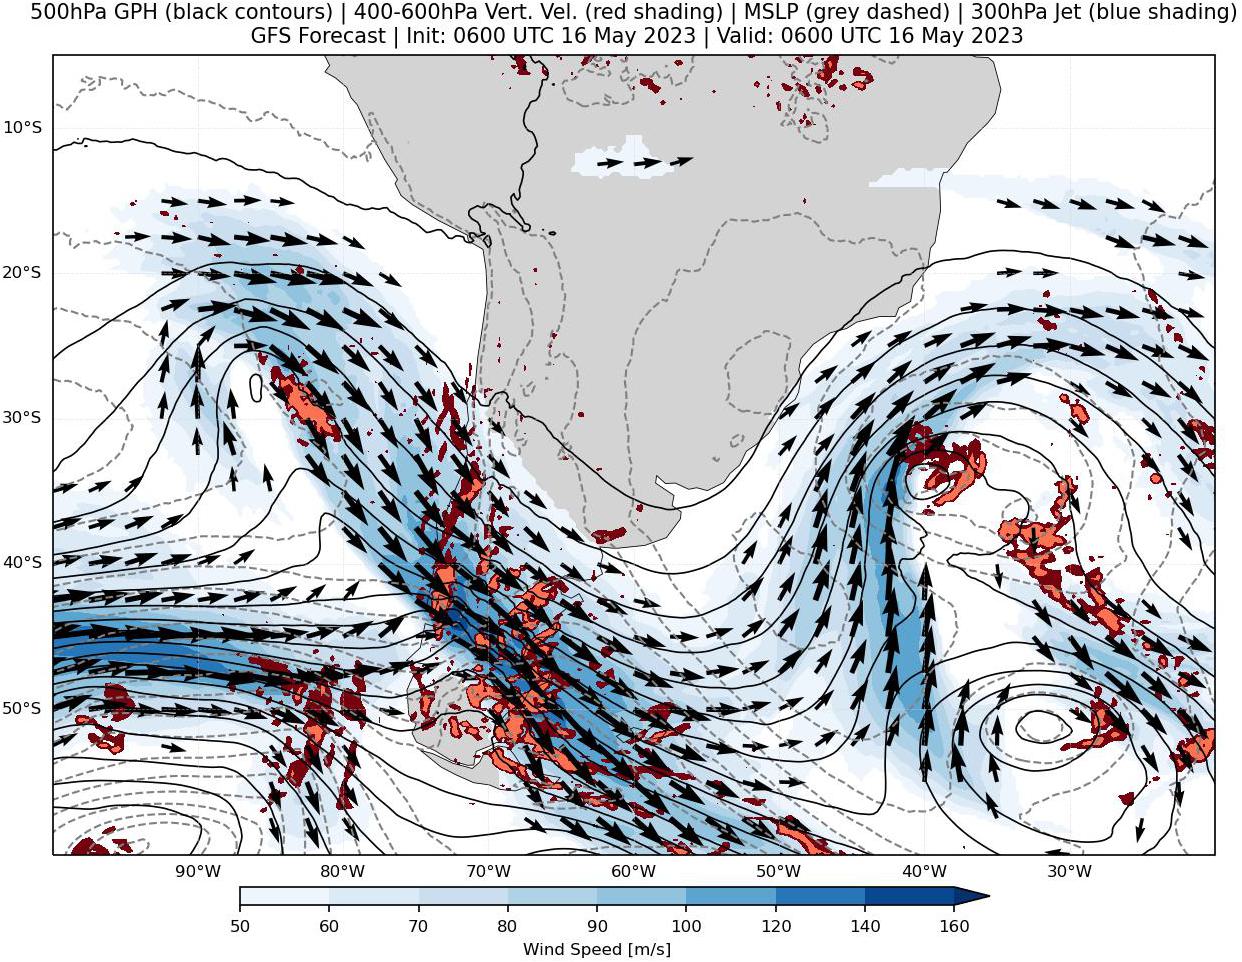 500hPa GPH (black contours) | 400-600hPa Vert. Vel. (red shading) | MSLP (grey dashed) | 300hPa Jet (blue shading)
GFS Forecast | Init: 0600 UTC 16 May 2023 | Valid: 0600 UTC 16 May 2023
10°S
20°S
30°S
40°S
50°S
90°W 80°W 70°W 60°W 50°W 40°W 30°W
50 60 70 80 90 100 120 140 160
Wind Speed [m/s]